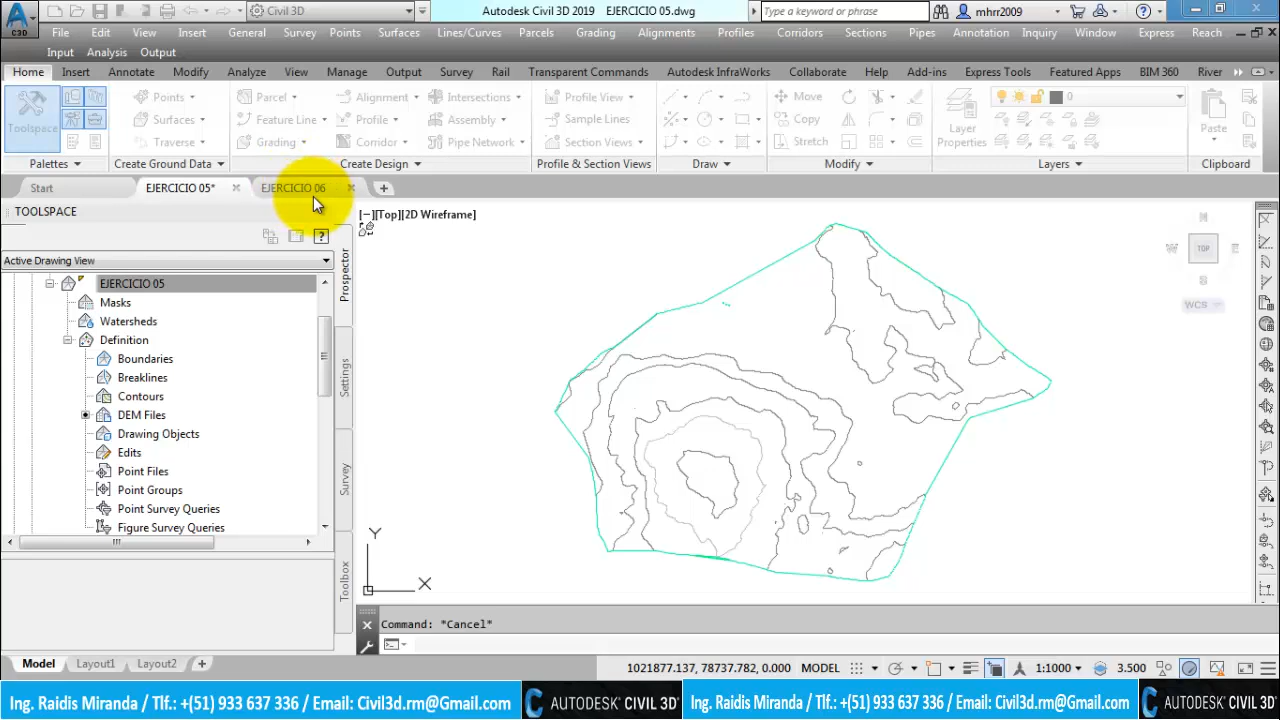 Civil 3D
Autodesk Civil 3D 2019 EJERCICIO 05.dwg
Type a keyword or phrase
mhrr2009
C3D
File Edit View Insert General Survey Points Surfaces Lines/Curves Parcels Grading Alignments Profiles Corridors Sections Pipes Annotation Inquiry Window Express Reach
Input Analysis Output
Home Insert Annotate Modify Analyze View Manage Output Survey Rail Transparent Commands Autodesk InfraWorks Collaborate Help Add-ins Express Tools Featured Apps BIM 360 River
Points Parcel Alignment Intersections Profile View Move 0
Toolspace Surfaces Feature Line Profile Assembly Sample Lines Copy Layer Properties Paste
Traverse Grading Corridor Pipe Network Section Views Stretch
Palettes Create Ground Data Create Design Profile & Section Views Draw Modify Layers Clipboard
Start EJERCICIO 05* EJERCICIO 06
TOOLSPACE
[−][Top][2D Wireframe]
Active Drawing View
TOP
WCS
EJERCICIO 05
Masks
Watersheds
Definition
Boundaries
Breaklines
Contours
DEM Files
Drawing Objects
Edits
Point Files
Point Groups
Point Survey Queries
Figure Survey Queries
Prospector
Settings
Survey
Toolbox
Y
X
Command: *Cancel*
Model Layout1 Layout2
1021877.137, 78737.782, 0.000 MODEL 1:1000 3.500
Ing. Raidis Miranda / Tlf.: +(51) 933 637 336 / Email: Civil3d.rm@Gmail.com AUTODESK CIVIL 3D Ing. Raidis Miranda / Tlf.: +(51) 933 637 336 / Email: Civil3d.rm@Gmail.com AUTODESK CIVIL 3D